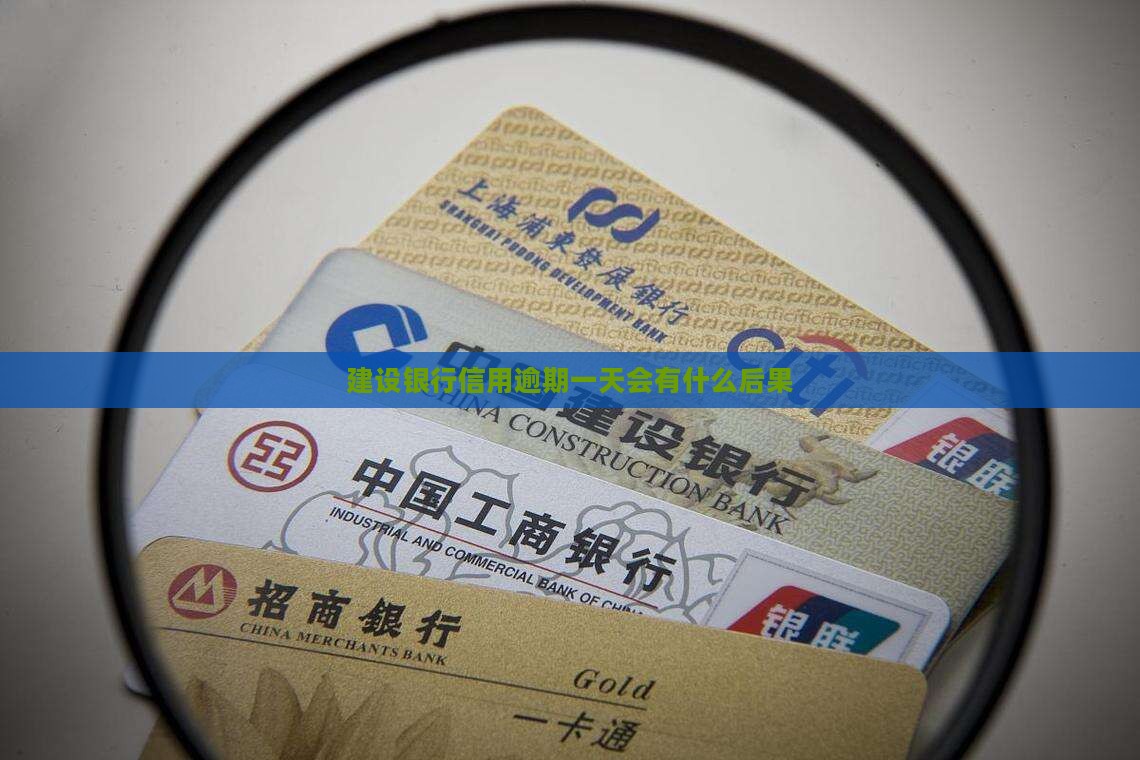 上海浦東發展銀行
SHANGHAI PUDONG DEVELOPMENT BANK
citi
建设银行信用逾期一天会有什么后果
中国建设银行
CHINA CONSTRUCTION BANK
银联
中国工商银行
INDUSTRIAL AND COMMERCIAL BANK OF CHINA
银联
招商銀行
CHINA MERCHANTS BANK
Gold
一卡通